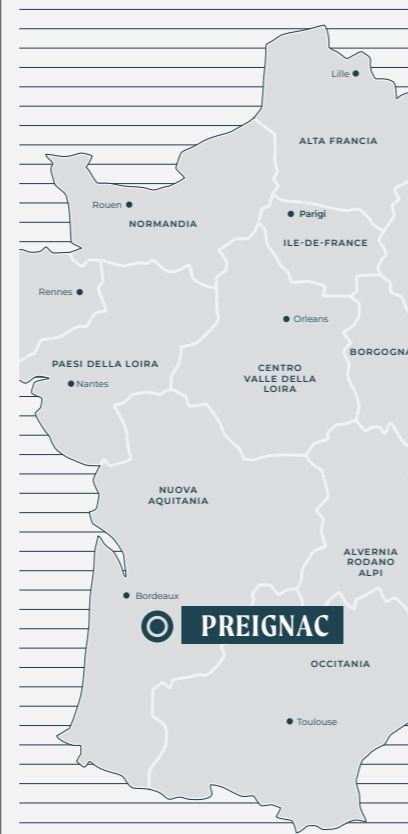 Lille
ALTA FRANCIA
Rouen
NORMANDIA
Parigi
ILE-DE-FRANCE
Rennes
Orleans
PAESI DELLA LOIRA
Nantes
CENTRO
VALLE DELLA
LOIRA
BORGOGNA
NUOVA
AQUITANIA
ALVERNIA
RODANO
ALPI
Bordeaux
PREIGNAC
OCCITANIA
Toulouse